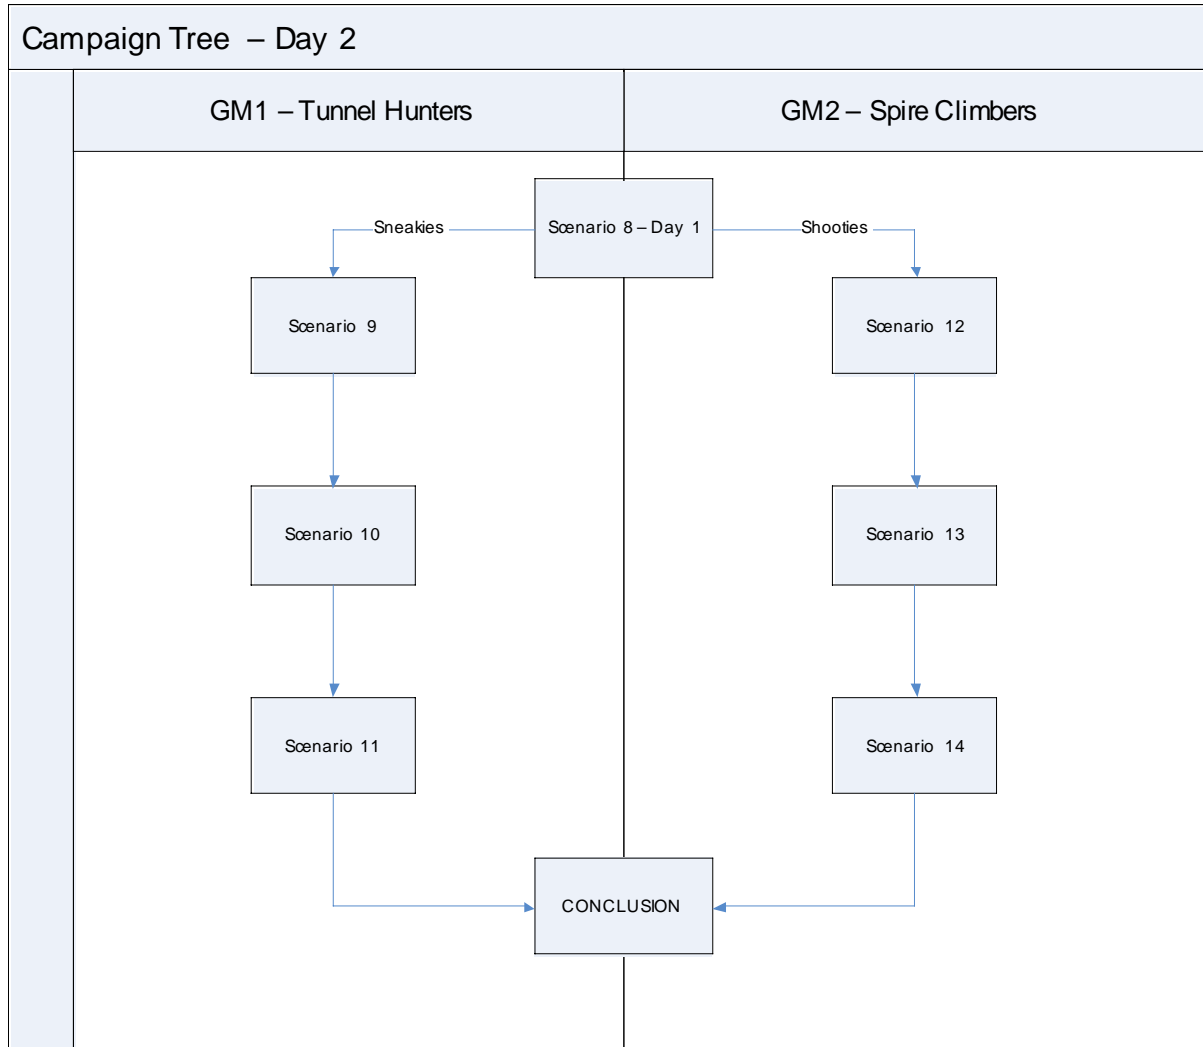 Campaign Tree – Day 2
GM1 – Tunnel Hunters
GM2 – Spire Climbers
Scenario 8 – Day 1
Sneakies
Shooties
Scenario 9
Scenario 12
Scenario 10
Scenario 13
Scenario 11
Scenario 14
CONCLUSION